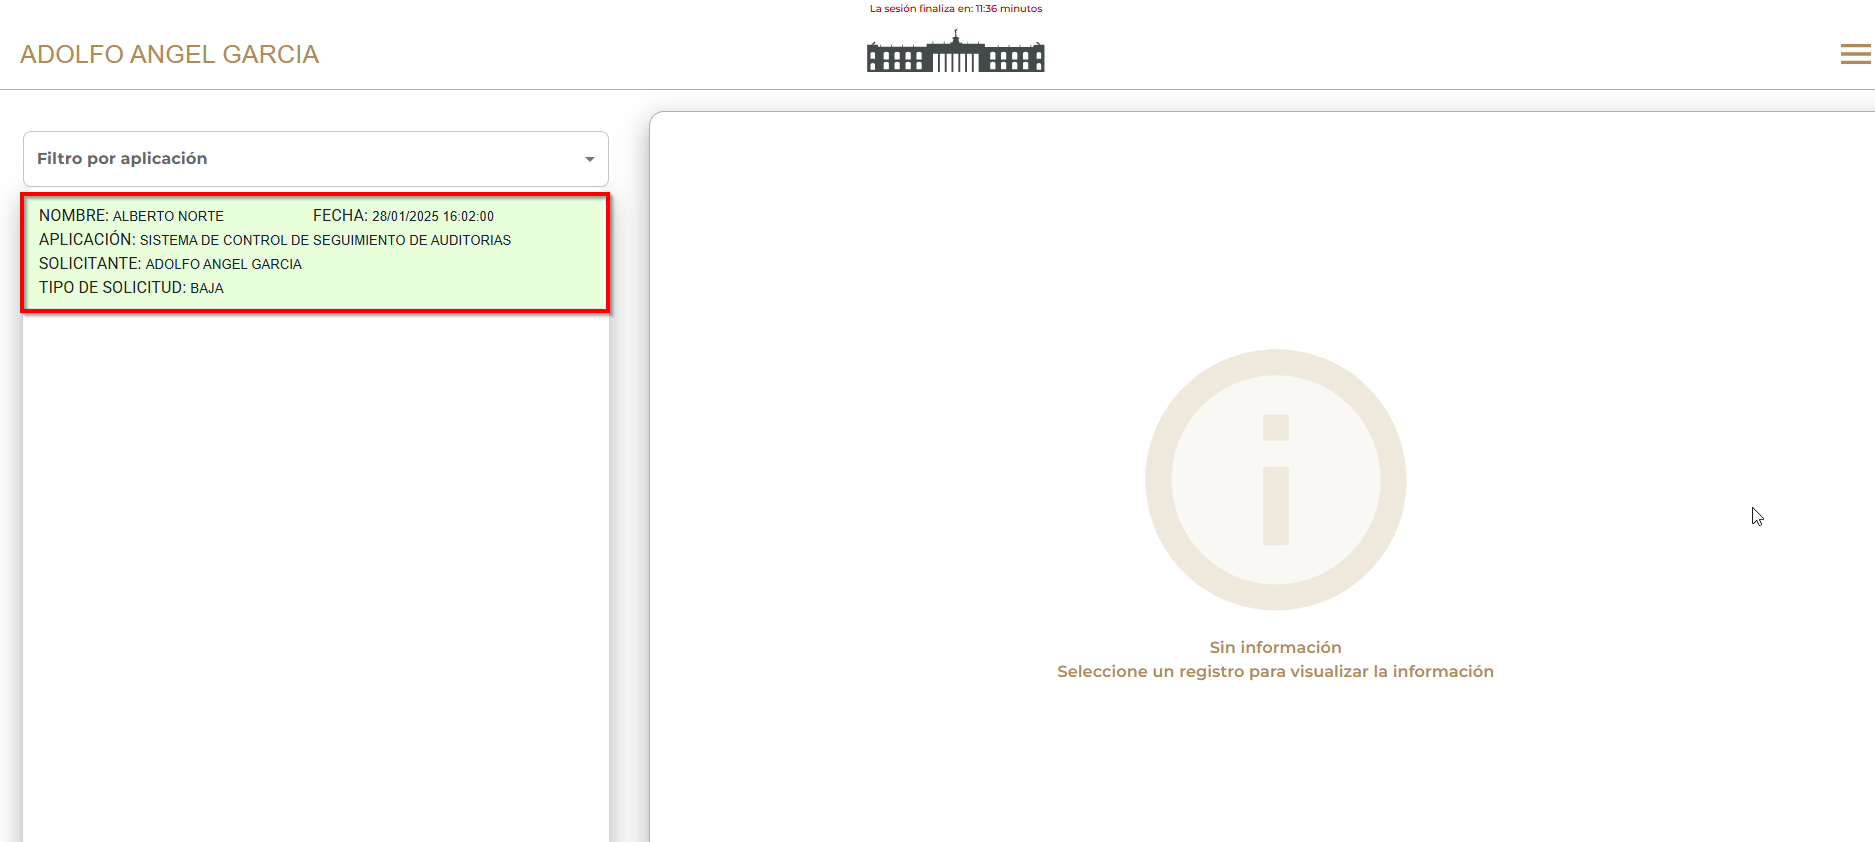 La sesión finaliza en: 11:36 minutos
ADOLFO ANGEL GARCIA
Filtro por aplicación
NOMBRE: ALBERTO NORTE FECHA: 28/01/2025 16:02:00
APLICACIÓN: SISTEMA DE CONTROL DE SEGUIMIENTO DE AUDITORIAS
SOLICITANTE: ADOLFO ANGEL GARCIA
TIPO DE SOLICITUD: BAJA
Sin información
Seleccione un registro para visualizar la información